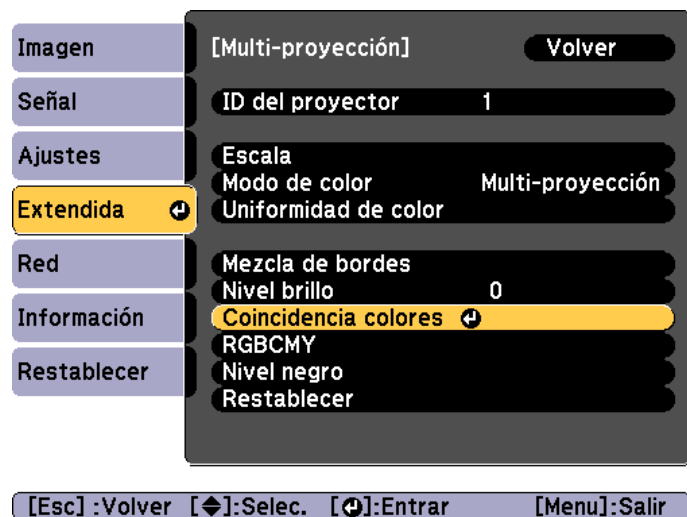 Imagen
Señal
Ajustes
Extendida
Red
Información
Restablecer
[Multi-proyección] Volver
ID del proyector 1
Escala
Modo de color Multi-proyección
Uniformidad de color
Mezcla de bordes
Nivel brillo 0
Coincidencia colores
RGBCMY
Nivel negro
Restablecer
[Esc] :Volver [ ]:Selec. [ ]:Entrar [Menu]:Salir